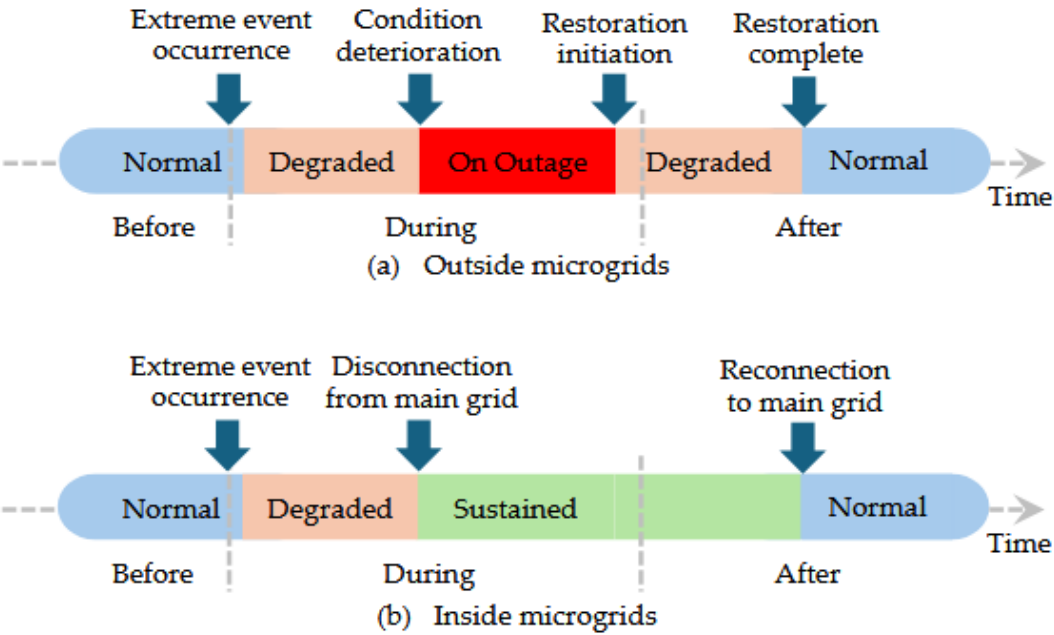 Extreme event
occurrence
Condition
deterioration
Restoration
initiation
Restoration
complete
Normal
Degraded
On Outage
Degraded
Normal
Time
Before
During
After
(a) Outside microgrids
Extreme event
occurrence
Disconnection
from main grid
Reconnection
to main grid
Normal
Degraded
Sustained
Normal
Time
Before
During
After
(b) Inside microgrids